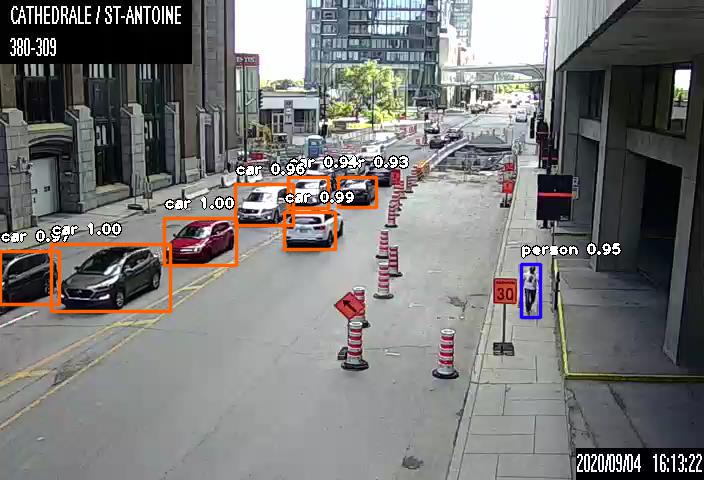 CATHEDRALE / ST-ANTOINE
380-309
car 0.96
car 0.94
0.93
car 1.00
car 0.99
car 0.97
car 1.00
person 0.95
30
2020/09/04 16:13:22